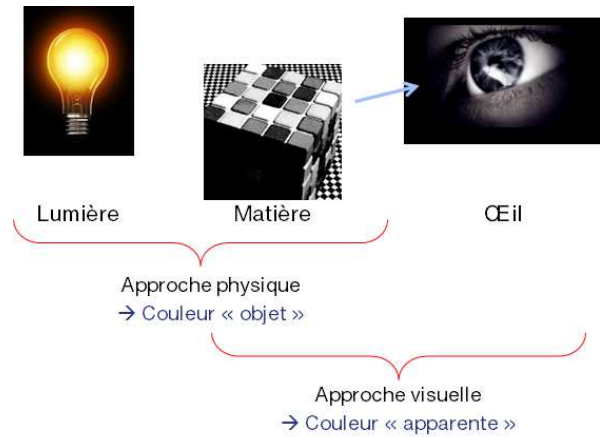 Lumière
Matière
Œil
Approche physique
→ Couleur « objet »
Approche visuelle
→ Couleur « apparente »